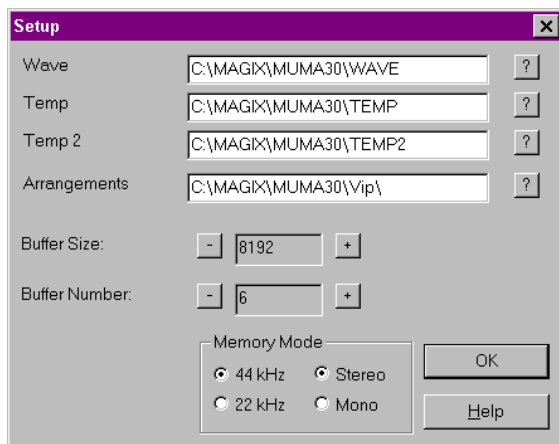 Setup
Wave C:\MAGIX\MUMA30\WAVE ?
Temp C:\MAGIX\MUMA30\TEMP ?
Temp 2 C:\MAGIX\MUMA30\TEMP2 ?
Arrangements C:\MAGIX\MUMA30\Vip\ ?
Buffer Size: - 8192 +
Buffer Number: - 6 +
Memory Mode
44 kHz Stereo
22 kHz Mono
OK
Help